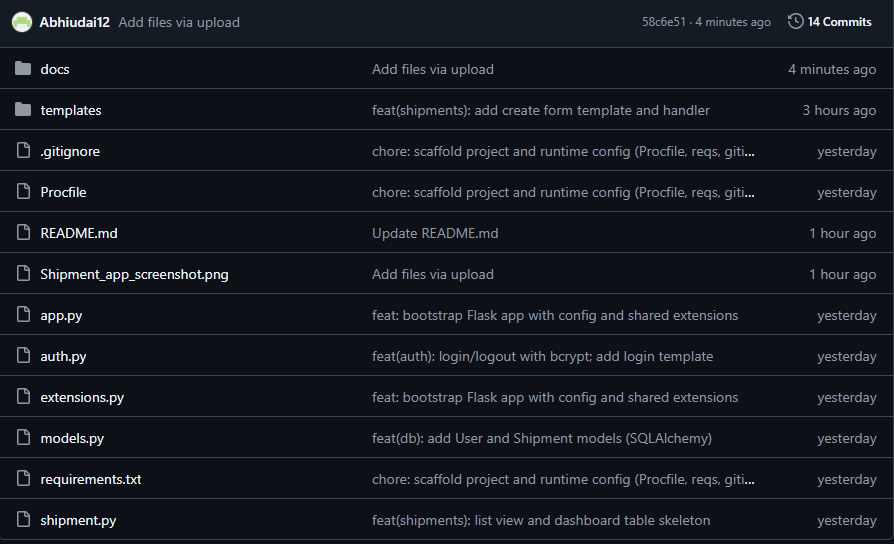 Abhiudai12 Add files via upload 58c6e51 · 4 minutes ago 14 Commits
docs Add files via upload 4 minutes ago
templates feat(shipments): add create form template and handler 3 hours ago
.gitignore chore: scaffold project and runtime config (Procfile, reqs, giti... yesterday
Procfile chore: scaffold project and runtime config (Procfile, reqs, giti... yesterday
README.md Update README.md 1 hour ago
Shipment_app_screenshot.png Add files via upload 1 hour ago
app.py feat: bootstrap Flask app with config and shared extensions yesterday
auth.py feat(auth): login/logout with bcrypt; add login template yesterday
extensions.py feat: bootstrap Flask app with config and shared extensions yesterday
models.py feat(db): add User and Shipment models (SQLAlchemy) yesterday
requirements.txt chore: scaffold project and runtime config (Procfile, reqs, giti... yesterday
shipment.py feat(shipments): list view and dashboard table skeleton yesterday